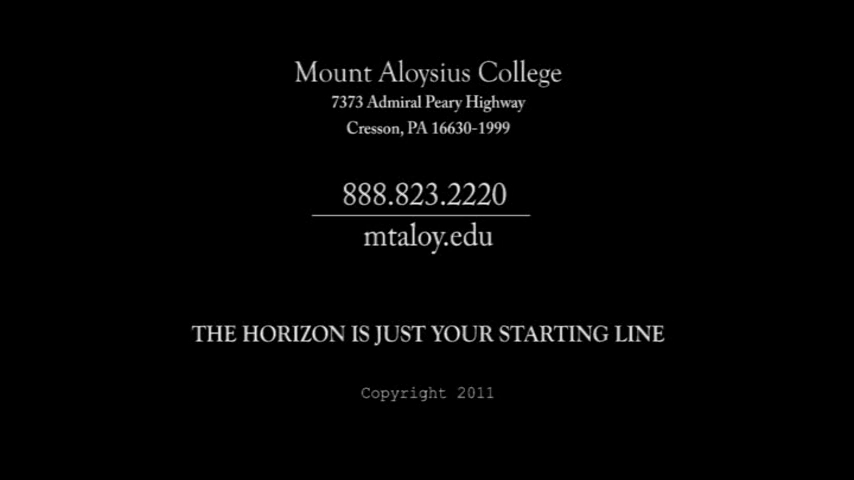 Mount Aloysius College
7373 Admiral Peary Highway
Cresson, PA 16630-1999
888.823.2220
mtaloy.edu
THE HORIZON IS JUST YOUR STARTING LINE
Copyright 2011